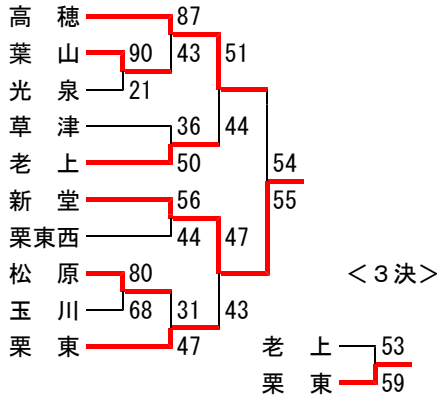 高穂 87
葉山 90 43 51
光泉 21
草津 36 44
老上 50 54
新堂 56 55
栗東西 44 47
松原 80 <3決>
玉川 68 31 43
栗東 47
老上 53
栗東 59